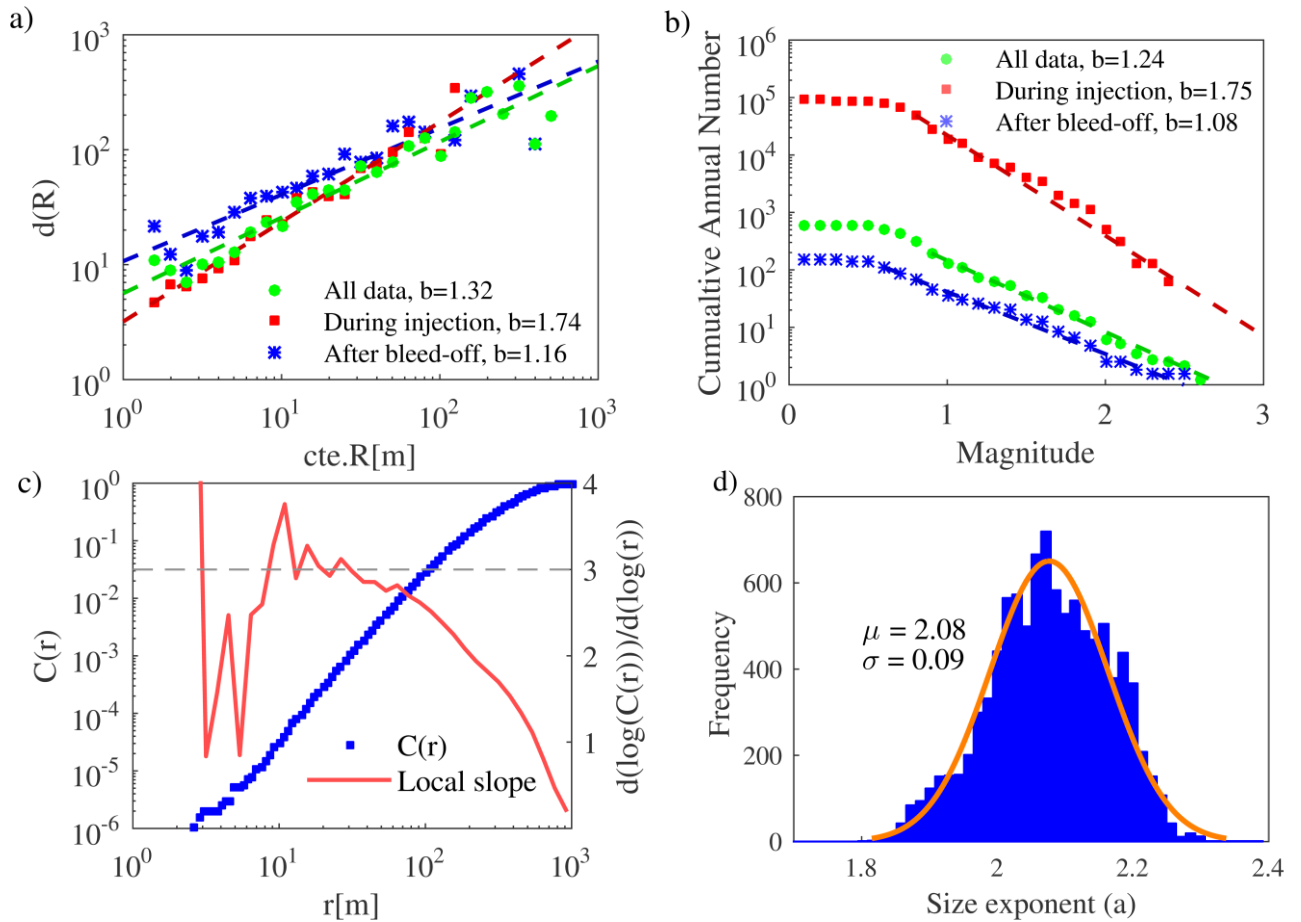 a)
d(R)
10^3
10^2
10^1
10^0
All data, b=1.32
During injection, b=1.74
After bleed-off, b=1.16
10^0 10^1 10^2 10^3
cte.R[m]
b)
Cumualtive Annual Number
10^6
10^5
10^4
10^3
10^2
10^1
10^0
All data, b=1.24
During injection, b=1.75
After bleed-off, b=1.08
0 1 2 3
Magnitude
c)
C(r)
10^0
10^-1
10^-2
10^-3
10^-4
10^-5
10^-6
C(r)
Local slope
4
3
2
1
d(log(C(r)))/d(log(r))
10^0 10^1 10^2 10^3
r[m]
d)
Frequency
800
600
400
200
0
μ = 2.08
σ = 0.09
1.8 2 2.2 2.4
Size exponent (a)